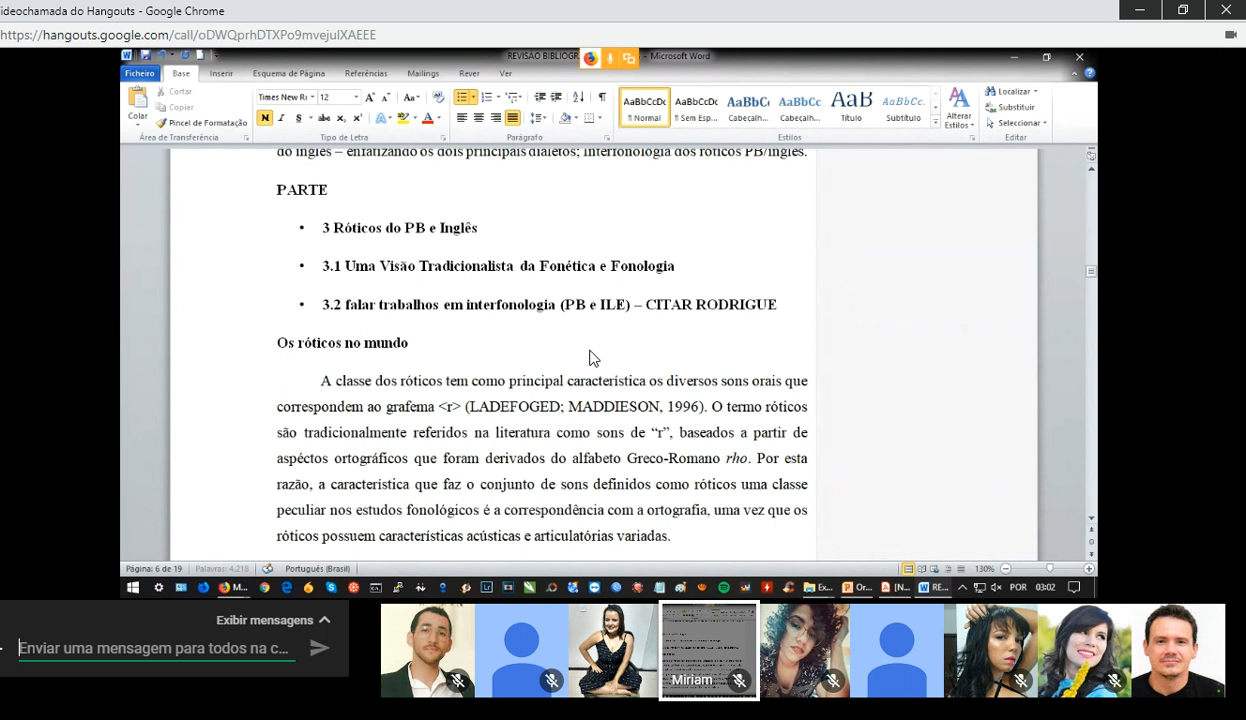 ideochamada do Hangouts - Google Chrome
https://hangouts.google.com/call/oDWQprhDTXPo9mvejulXAEEE
REVISÃO BIBLIOGR
- Microsoft Word
Ficheiro Base Inserir Esquema de Página Referências Mailings Rever Ver
Colar
Cortar
Copiar
Pincel de Formatação
Área de Transferência
Times New R 12
N I S abc x₂ x²
Tipo de Letra
Parágrafo
AaBbCcDc AaBbCcDc AaBbC AaBbCc AaB AaBbCc.
¶ Normal ¶ Sem Esp... Cabeçalh... Cabeçalh... Título Subtítulo
Estilos
Alterar Estilos
Localizar
Substituir
Selecionar
Editar
do inglês – enfatizando os dois principais dialetos; Interfonologia dos róticos PB/inglês.
PARTE
• 3 Róticos do PB e Inglês
• 3.1 Uma Visão Tradicionalista da Fonética e Fonologia
• 3.2 falar trabalhos em interfonologia (PB e ILE) – CITAR RODRIGUE
Os róticos no mundo
A classe dos róticos tem como principal característica os diversos sons orais que
correspondem ao grafema <r> (LADEFOGED; MADDIESON, 1996). O termo róticos
são tradicionalmente referidos na literatura como sons de “r”, baseados a partir de
aspéctos ortográficos que foram derivados do alfabeto Greco-Romano rho. Por esta
razão, a característica que faz o conjunto de sons definidos como róticos uma classe
peculiar nos estudos fonológicos é a correspondência com a ortografia, uma vez que os
róticos possuem características acústicas e articulatórias variadas.
Página: 6 de 19 Palavras: 4.218 Português (Brasil) 130%
M... Ex... Or... [N... RE... POR 03:02
Exibir mensagens
Enviar uma mensagem para todos na c...
Miriam